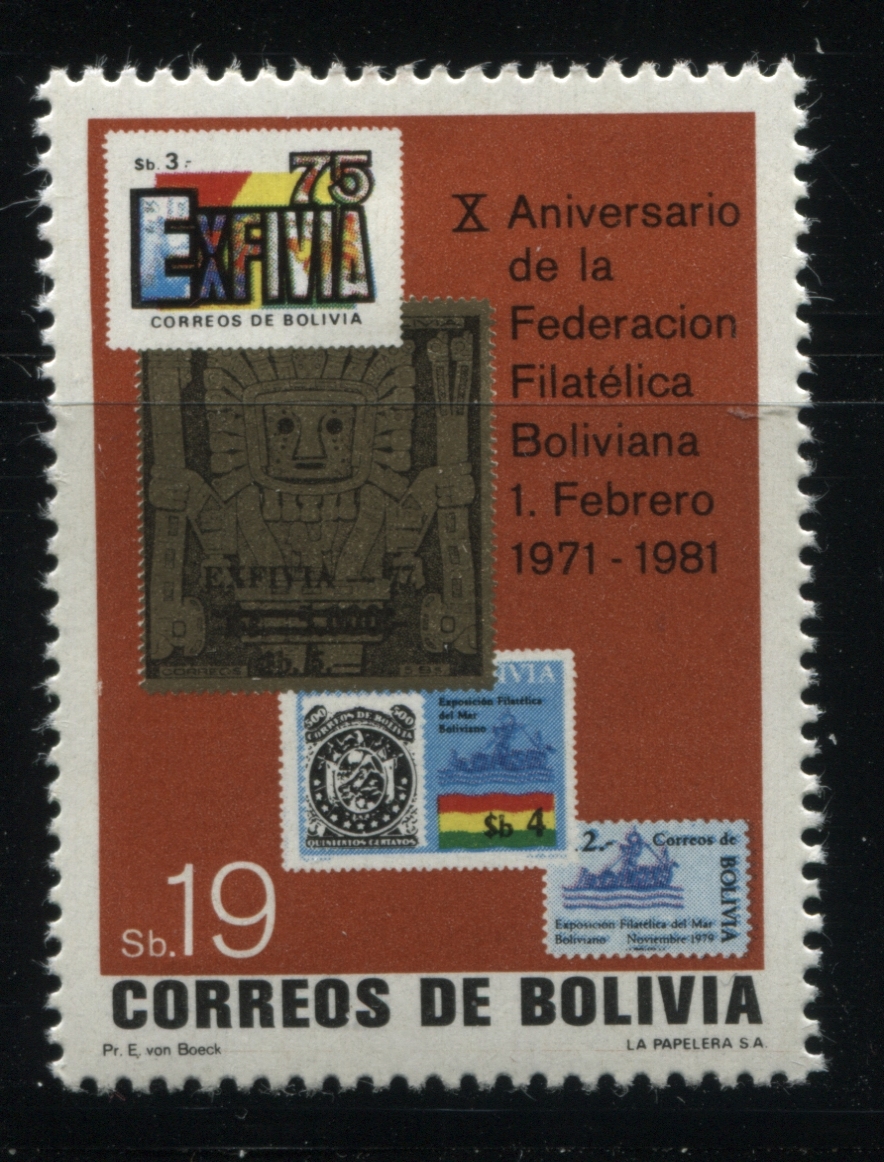 Sb. 3.-
75
EXFIVIA
CORREOS DE BOLIVIA
X Aniversario
de la
Federacion
Filatélica
Boliviana
1. Febrero
1971 - 1981
EXFIVIA — 77
$b. 5.—
CORREOS
500 CORREOS DE BOLIVIA 500
QUINIENTOS CENTAVOS
Exposición Filatélica
del Mar
Boliviano
$b 4
2.- Correos de
BOLIVIA
Exposición Filatélica del Mar
Boliviano Noviembre 1979
Sb. 19
CORREOS DE BOLIVIA
Pr. E. von Boeck
LA PAPELERA S.A.